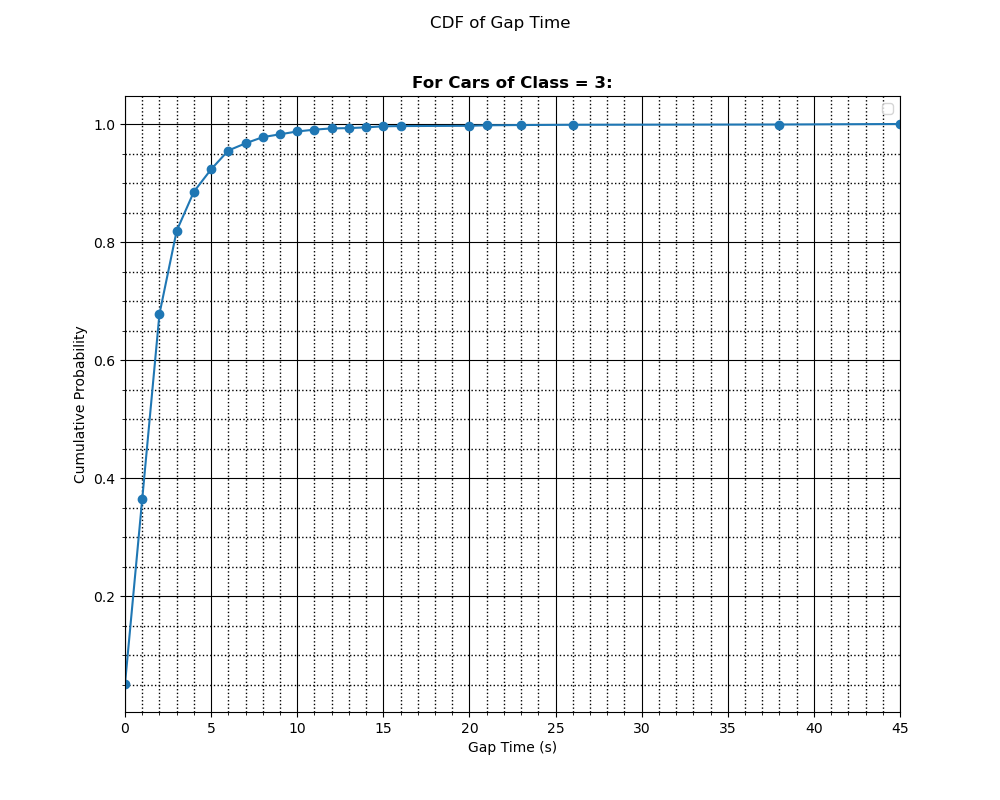 CDF of Gap Time
For Cars of Class = 3:
1.0
0.8
0.6
0.4
0.2
Cumulative Probability
0 5 10 15 20 25 30 35 40 45
Gap Time (s)